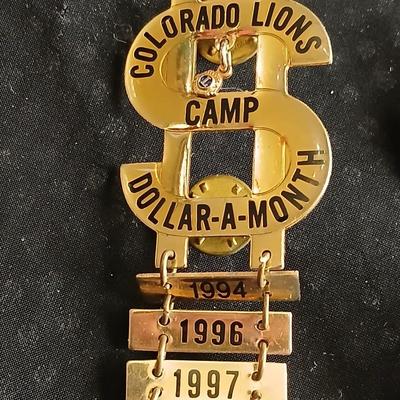 COLORADO LIONS
CAMP
DOLLAR-A-MONTH
1994
1996
1997